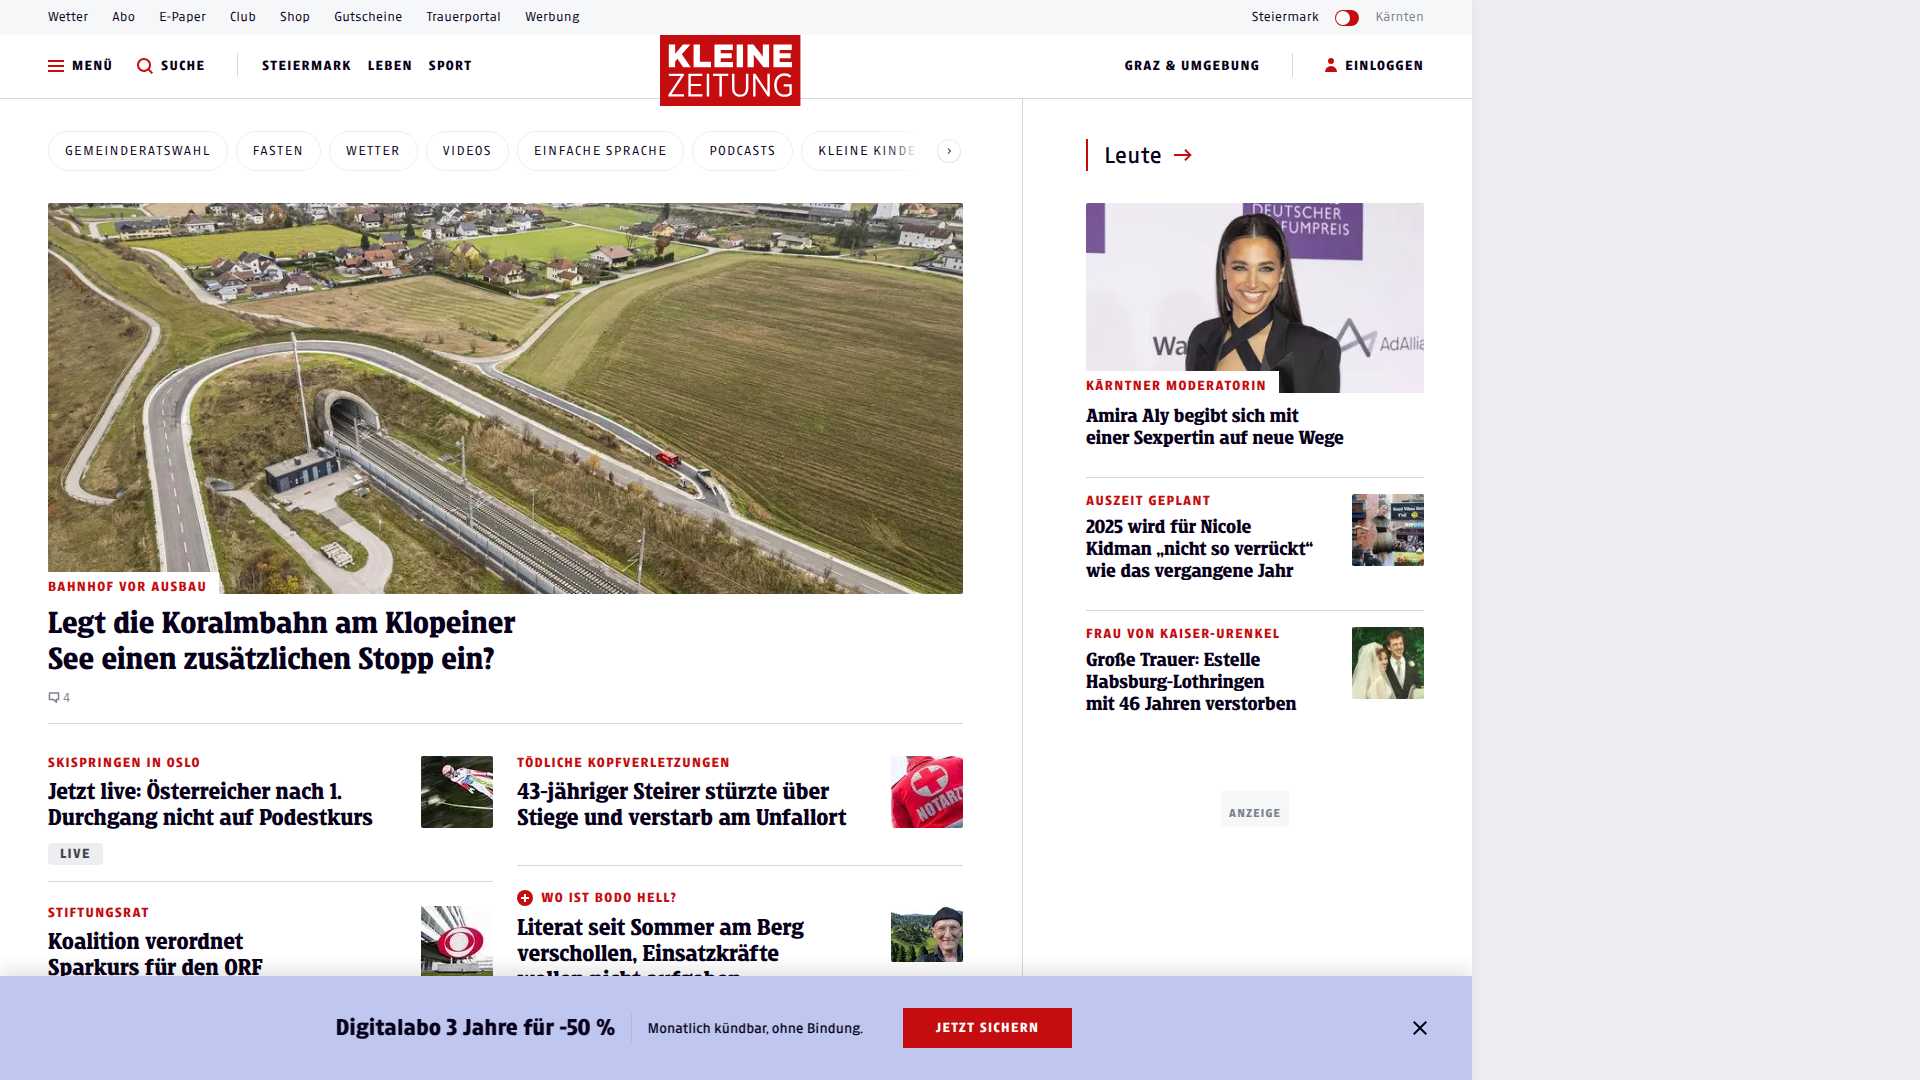 Wetter Abo E-Paper Club Shop Gutscheine Trauerportal Werbung Steiermark Kärnten
MENÜ SUCHE STEIERMARK LEBEN SPORT KLEINE ZEITUNG GRAZ & UMGEBUNG EINLOGGEN
GEMEINDERATSWAHL FASTEN WETTER VIDEOS EINFACHE SPRACHE PODCASTS KLEINE KINDE
BAHNHOF VOR AUSBAU
Legt die Koralmbahn am Klopeiner
See einen zusätzlichen Stopp ein?
4
SKISPRINGEN IN OSLO
Jetzt live: Österreicher nach 1.
Durchgang nicht auf Podestkurs
LIVE
STIFTUNGSRAT
Koalition verordnet
Sparkurs für den ORF
TÖDLICHE KOPFVERLETZUNGEN
43-jähriger Steirer stürzte über
Stiege und verstarb am Unfallort
NOTARZT
WO IST BODO HELL?
Literat seit Sommer am Berg
verschollen, Einsatzkräfte
wollen nicht aufgeben
Leute
DEUTSCHER
FUMPREIS
Wa
AdAllia
KÄRNTNER MODERATORIN
Amira Aly begibt sich mit
einer Sexpertin auf neue Wege
AUSZEIT GEPLANT
2025 wird für Nicole
Kidman „nicht so verrückt“
wie das vergangene Jahr
FRAU VON KAISER-URENKEL
Große Trauer: Estelle
Habsburg-Lothringen
mit 46 Jahren verstorben
ANZEIGE
Digitalabo 3 Jahre für -50 % Monatlich kündbar, ohne Bindung. JETZT SICHERN